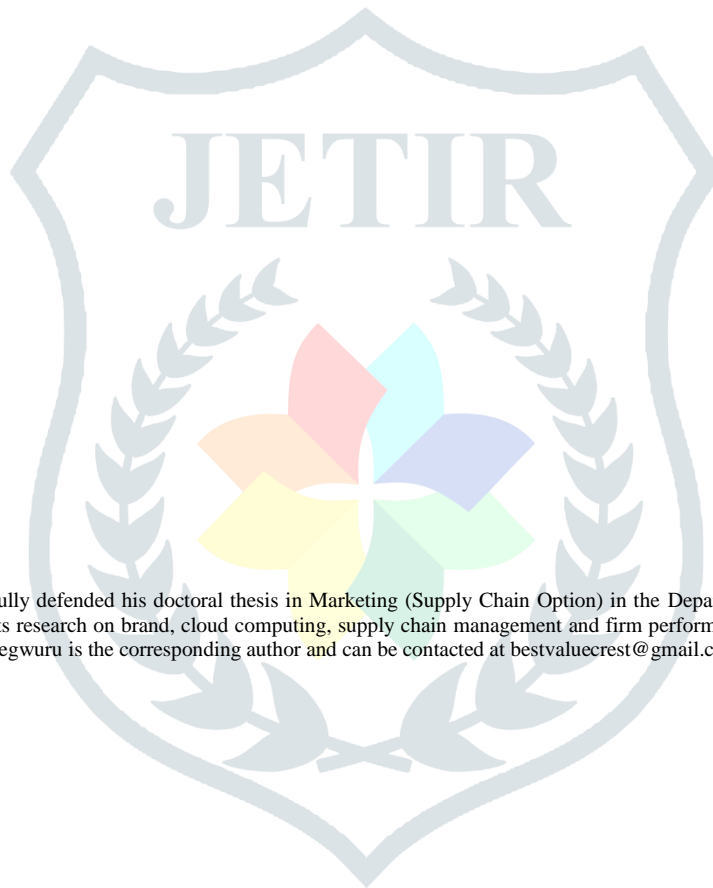 JETIR
ully defended his doctoral thesis in Marketing (Supply Chain Option) in the Depa
ts research on brand, cloud computing, supply chain management and firm perform
egwuru is the corresponding author and can be contacted at bestvaluecrest@gmail.c